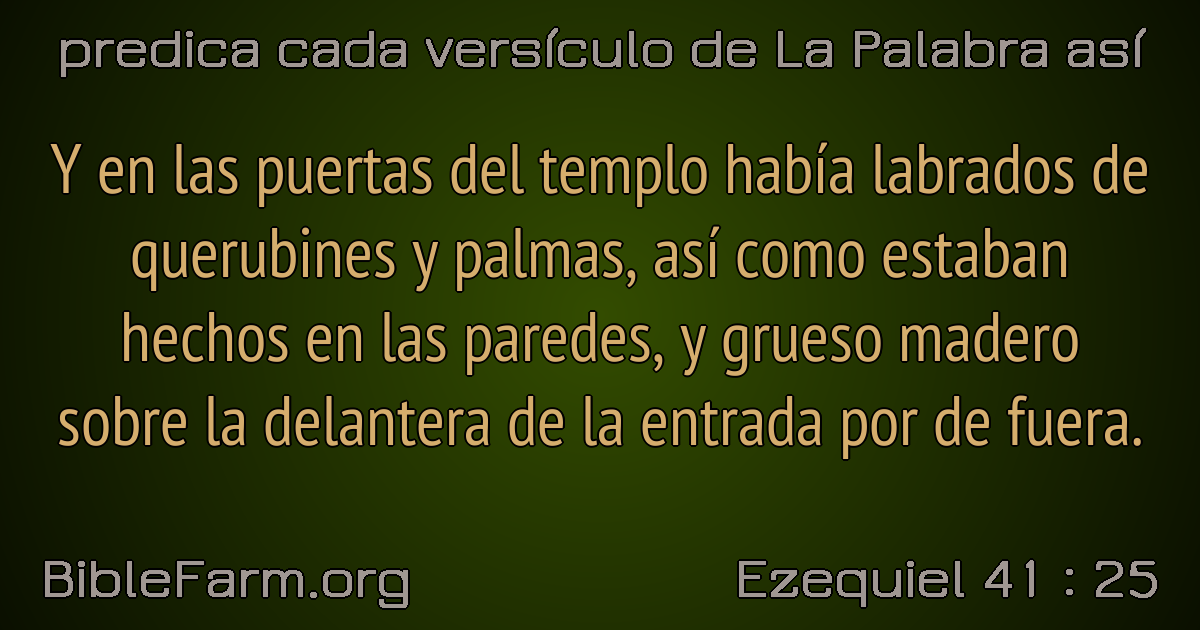 predica cada versículo de La Palabra así
Y en las puertas del templo había labrados de
querubines y palmas, así como estaban
hechos en las paredes, y grueso madero
sobre la delantera de la entrada por de fuera.
BibleFarm.org
Ezequiel 41 : 25